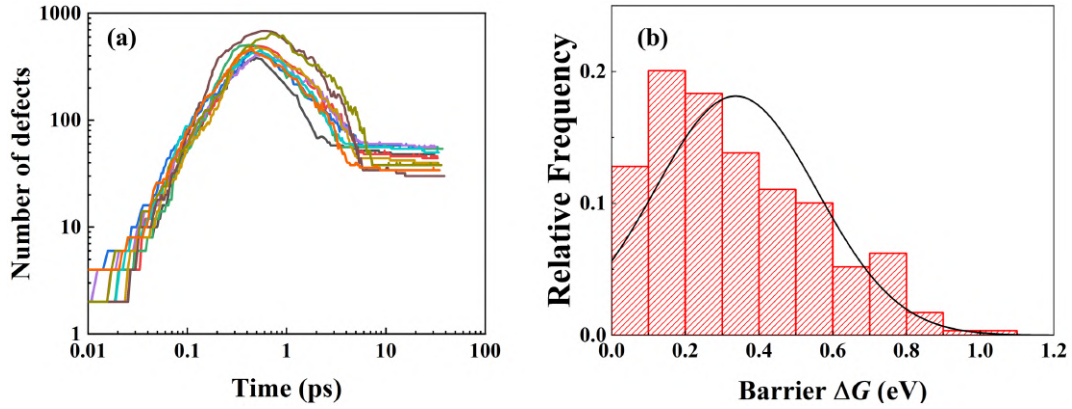 (a)
Number of defects
1000
100
10
1
0.01 0.1 1 10 100
Time (ps)
(b)
Relative Frequency
0.2
0.1
0.0
0.0 0.2 0.4 0.6 0.8 1.0 1.2
Barrier ΔG (eV)